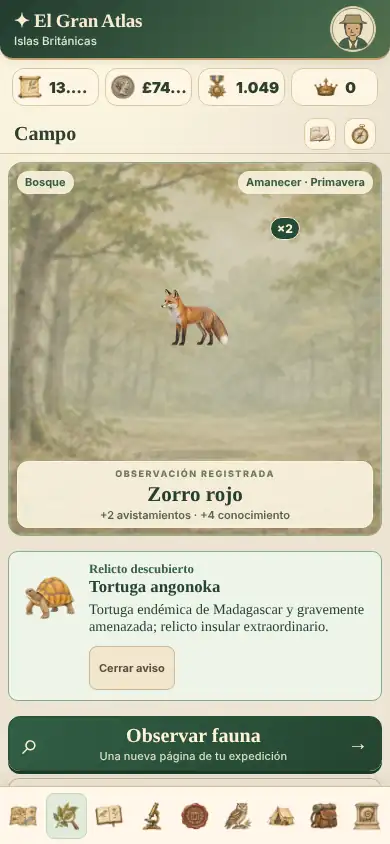 ✦ El Gran Atlas
Islas Británicas
13.... £74... 1.049 0
Campo
Bosque Amanecer · Primavera
×2
OBSERVACIÓN REGISTRADA
Zorro rojo
+2 avistamientos · +4 conocimiento
Relicto descubierto
Tortuga angonoka
Tortuga endémica de Madagascar y gravemente
amenazada; relicto insular extraordinario.
Cerrar aviso
Observar fauna
Una nueva página de tu expedición
→